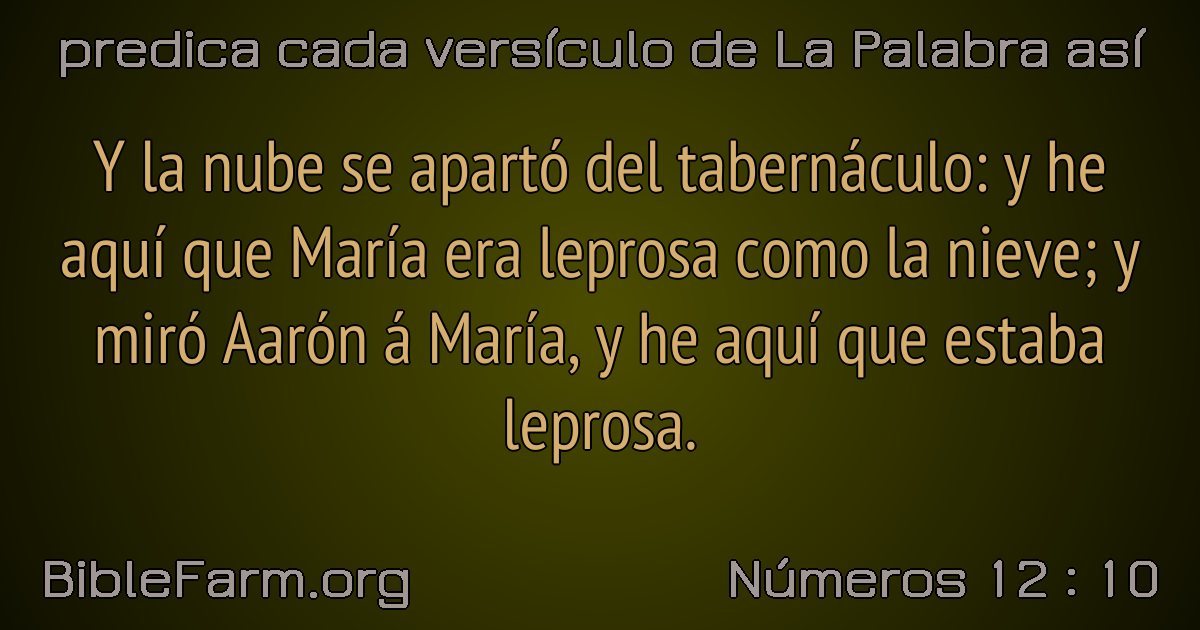 predica cada versículo de La Palabra así
Y la nube se apartó del tabernáculo: y he
aquí que María era leprosa como la nieve; y
miró Aarón á María, y he aquí que estaba
leprosa.
BibleFarm.org
Números 12 : 10